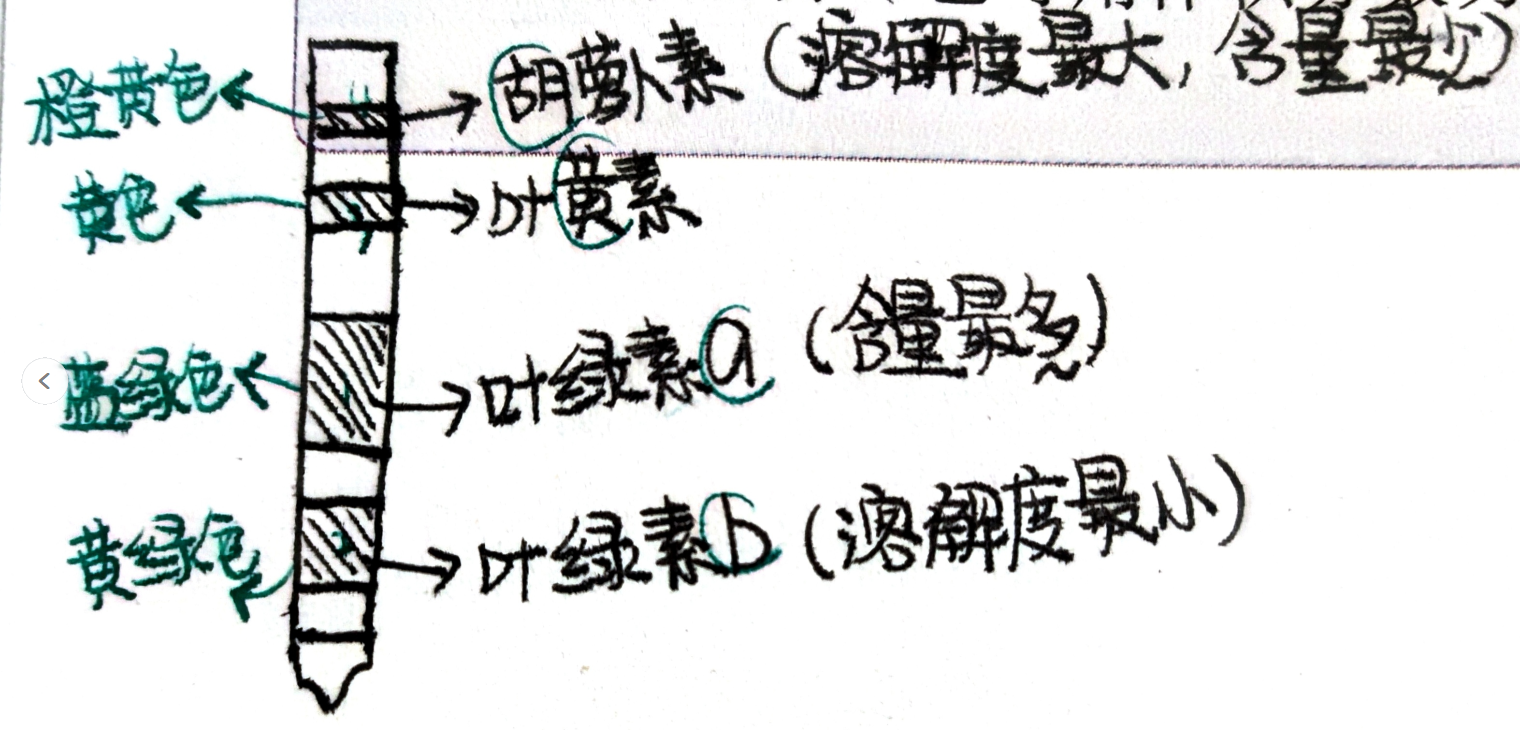 橙黄色 胡萝卜素（溶解度最大，含量最少）
黄色 叶黄素
蓝绿色 叶绿素a（含量最多）
黄绿色 叶绿素b（溶解度最小）